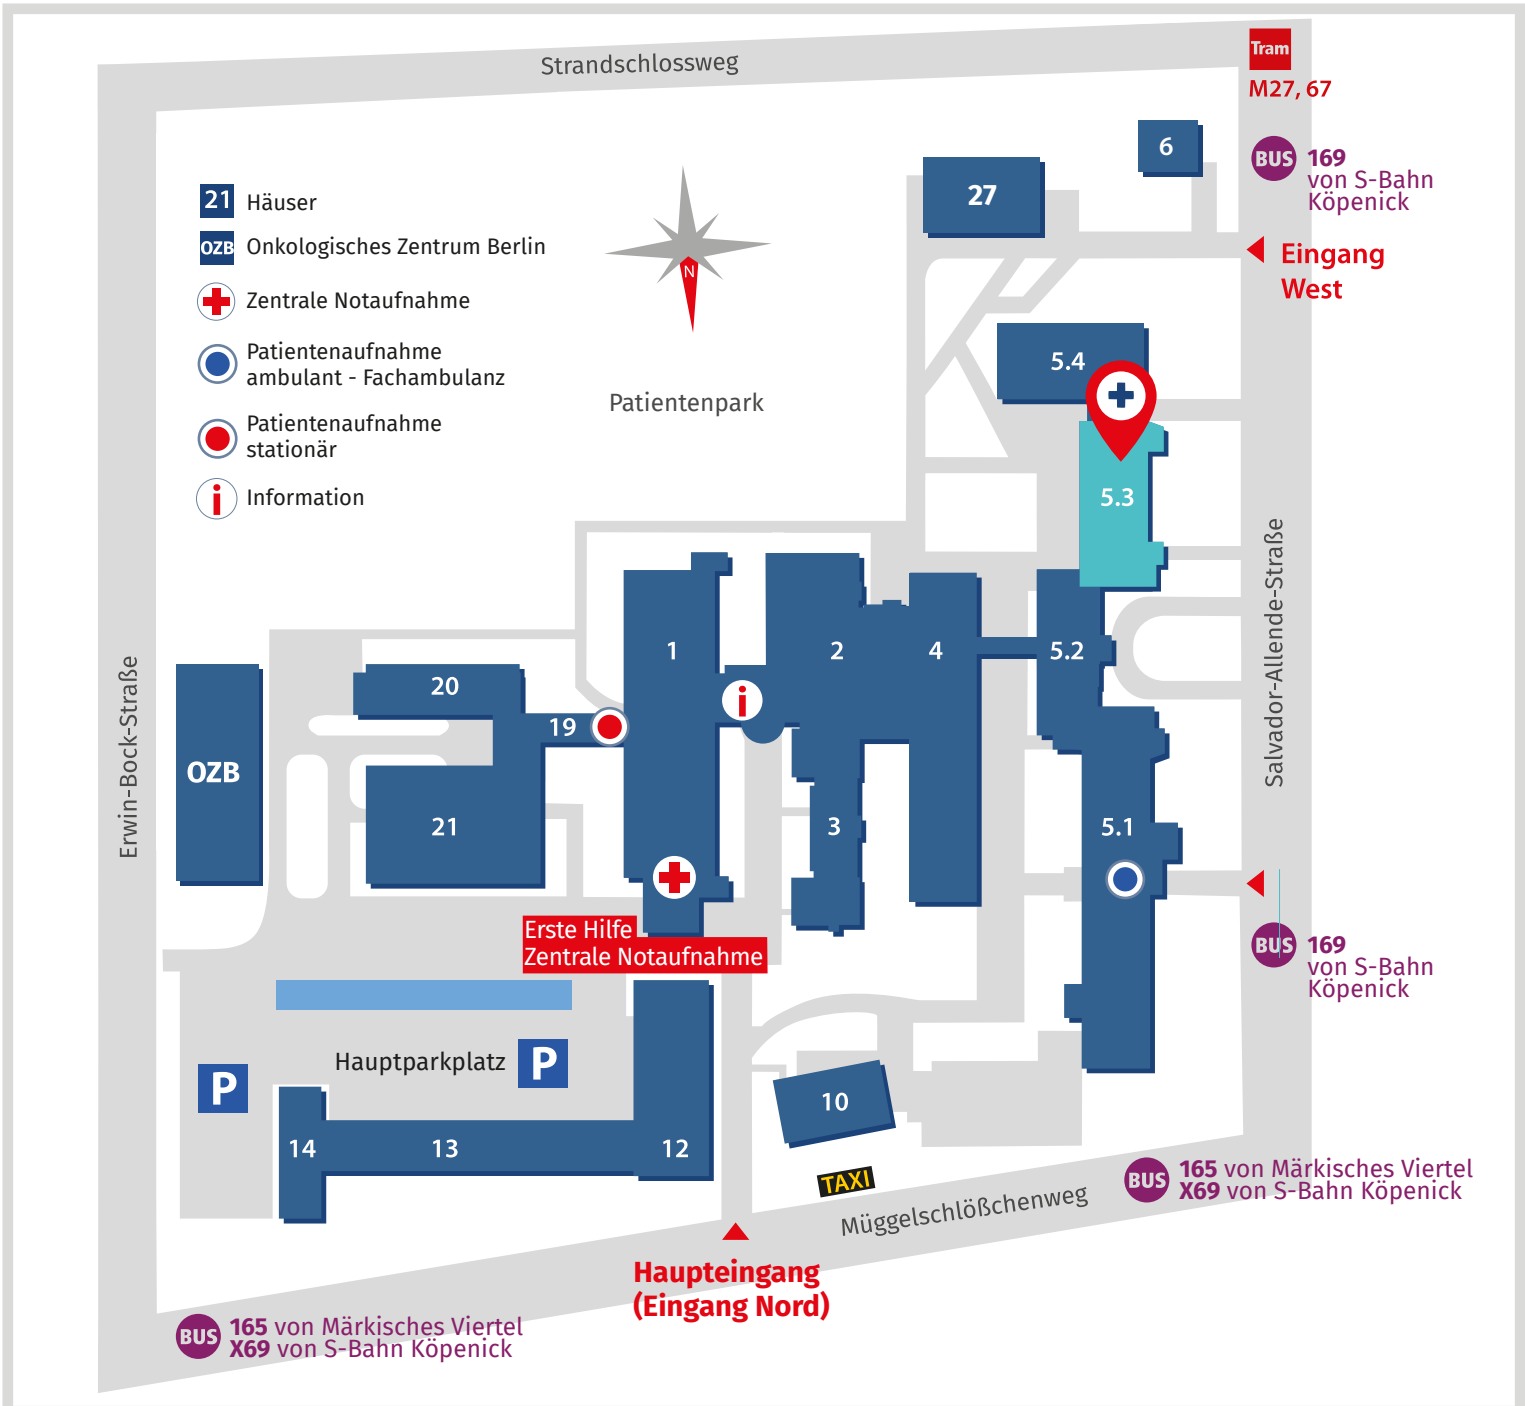 Strandschlossweg
Tram
M27, 67
BUS 169
von S-Bahn
Köpenick
6
27
21 Häuser
OZB Onkologisches Zentrum Berlin
Zentrale Notaufnahme
Patientenaufnahme
ambulant - Fachambulanz
Patientenaufnahme
stationär
i Information
N
Eingang
West
Patientenpark
5.4
5.3
Salvador-Allende-Straße
Erwin-Bock-Straße
1
2
4
5.2
i
20
19
OZB
21
3
5.1
Erste Hilfe
Zentrale Notaufnahme
BUS 169
von S-Bahn
Köpenick
Hauptparkplatz P
P
10
14
13
12
TAXI
Müggelschlößchenweg
BUS 165 von Märkisches Viertel
X69 von S-Bahn Köpenick
Haupteingang
(Eingang Nord)
BUS 165 von Märkisches Viertel
X69 von S-Bahn Köpenick